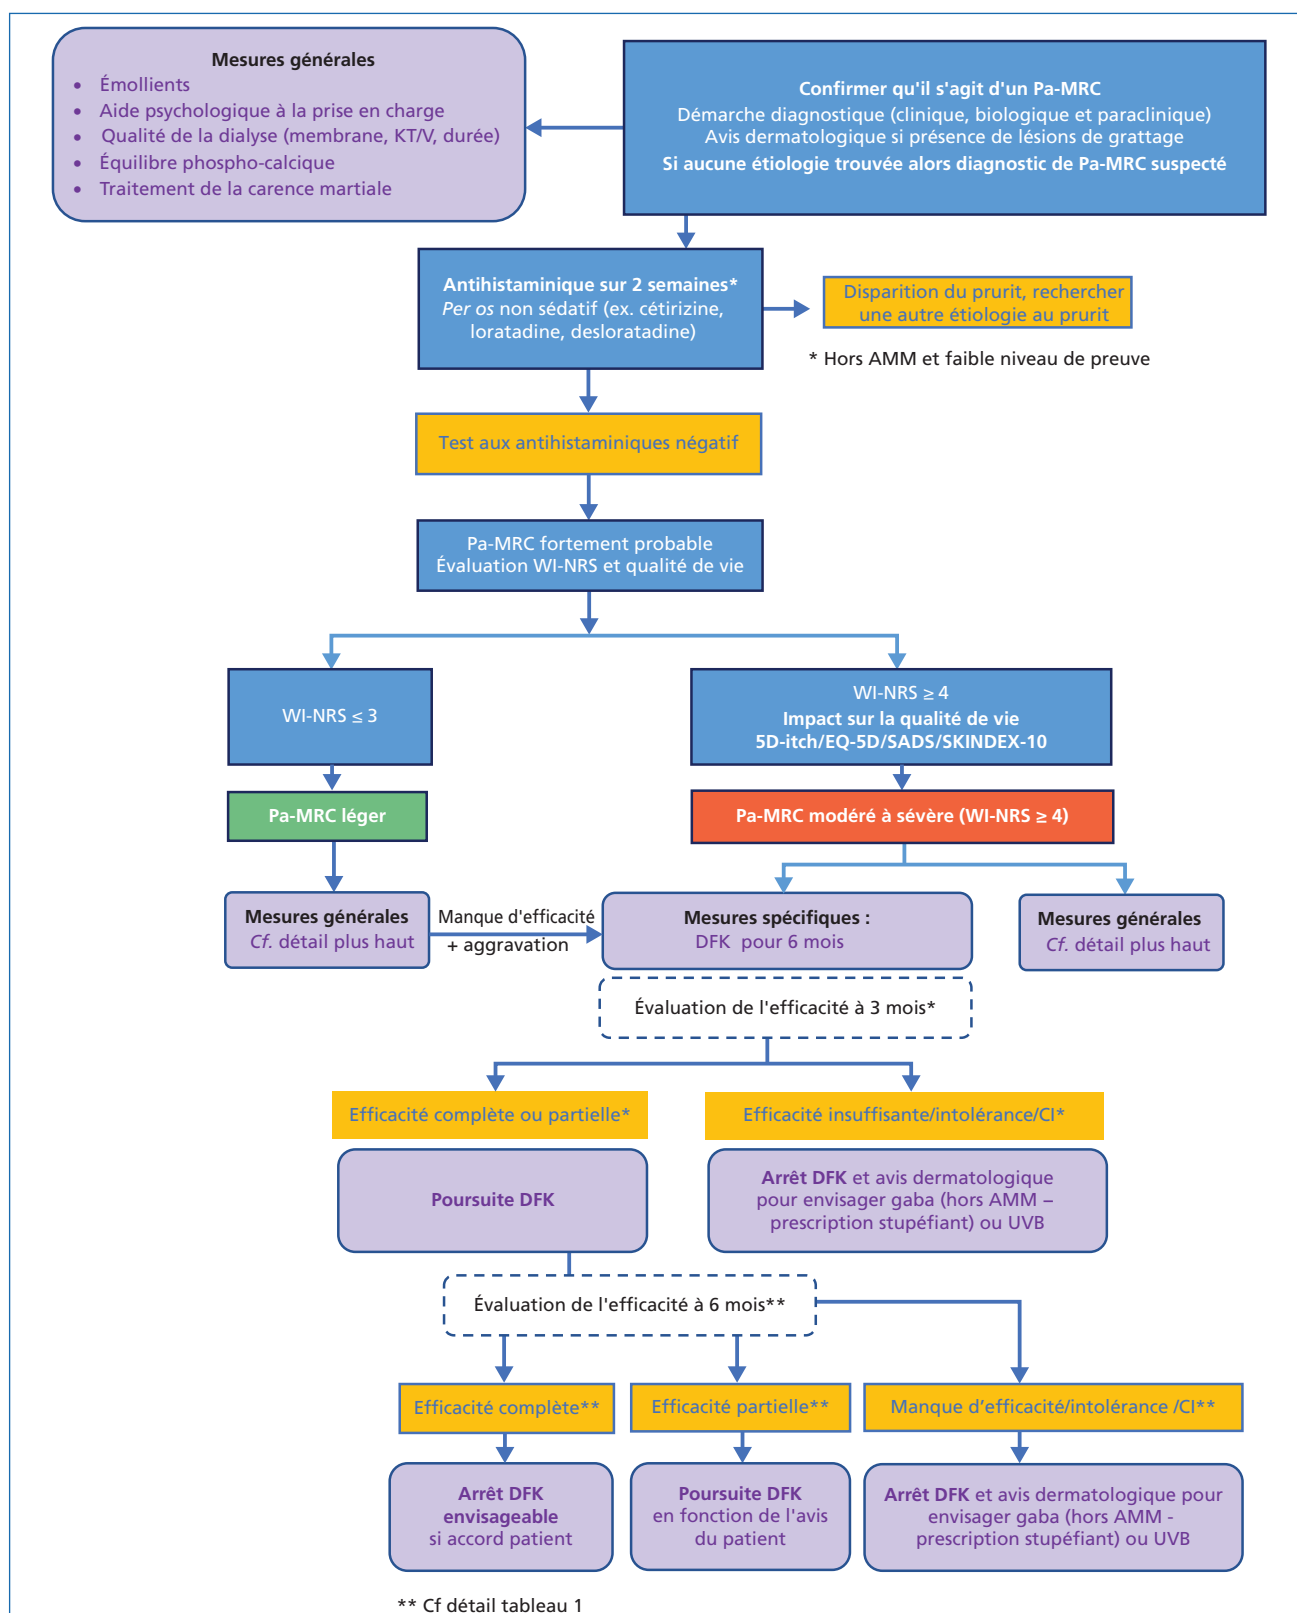 Mesures générales
• Émollients
• Aide psychologique à la prise en charge
• Qualité de la dialyse (membrane, KT/V, durée)
• Équilibre phospho-calcique
• Traitement de la carence martiale
Confirmer qu'il s'agit d'un Pa-MRC
Démarche diagnostique (clinique, biologique et paraclinique)
Avis dermatologique si présence de lésions de grattage
Si aucune étiologie trouvée alors diagnostic de Pa-MRC suspecté
Antihistaminique sur 2 semaines*
Per os non sédatif (ex. cétirizine,
loratadine, desloratadine)
Disparition du prurit, rechercher
une autre étiologie au prurit
* Hors AMM et faible niveau de preuve
Test aux antihistaminiques négatif
Pa-MRC fortement probable
Évaluation WI-NRS et qualité de vie
WI-NRS ≤ 3
WI-NRS ≥ 4
Impact sur la qualité de vie
5D-itch/EQ-5D/SADS/SKINDEX-10
Pa-MRC léger
Pa-MRC modéré à sévère (WI-NRS ≥ 4)
Mesures générales
Cf. détail plus haut
Manque d'efficacité
+ aggravation
Mesures spécifiques :
DFK pour 6 mois
Mesures générales
Cf. détail plus haut
Évaluation de l'efficacité à 3 mois*
Efficacité complète ou partielle*
Efficacité insuffisante/intolérance/CI*
Poursuite DFK
Arrêt DFK et avis dermatologique
pour envisager gaba (hors AMM –
prescription stupéfiant) ou UVB
Évaluation de l'efficacité à 6 mois**
Efficacité complète**
Efficacité partielle**
Manque d’efficacité/intolérance /CI**
Arrêt DFK
envisageable
si accord patient
Poursuite DFK
en fonction de l'avis
du patient
Arrêt DFK et avis dermatologique pour
envisager gaba (hors AMM -
prescription stupéfiant) ou UVB
** Cf détail tableau 1